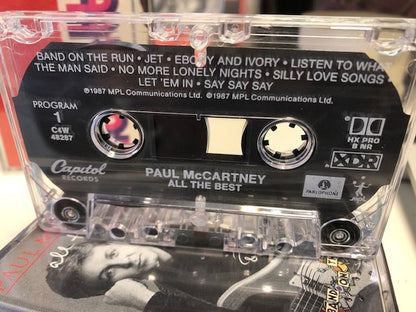 BAND ON THE RUN • JET • EBONY AND IVORY • LISTEN TO WHAT
THE MAN SAID • NO MORE LONELY NIGHTS • SILLY LOVE SONGS •
LET 'EM IN • SAY SAY SAY
℗1987 MPL Communications Ltd. ©1987 MPL Communications Ltd.
PROGRAM
1
C4W
48287
HX PRO
B NR
XDR
Capitol
RECORDS
PAUL McCARTNEY
ALL THE BEST
PARLOPHONE
MPL
PAUL